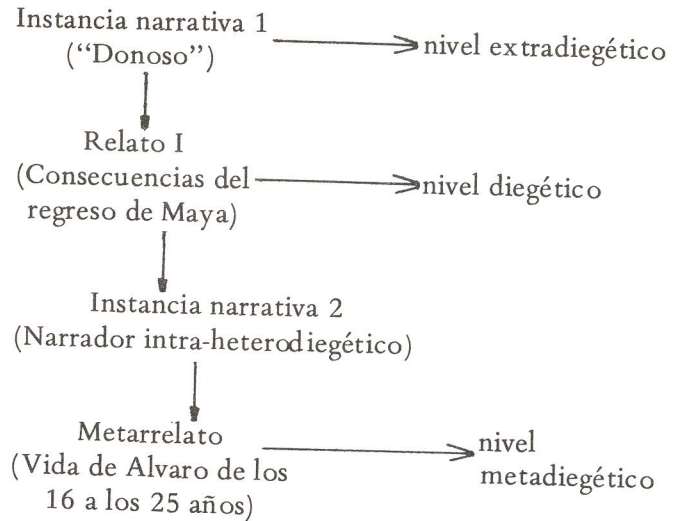 Instancia narrativa 1
(“Donoso”)
nivel extradiegético
Relato I
(Consecuencias del
regreso de Maya)
nivel diegético
Instancia narrativa 2
(Narrador intra-heterodiegético)
Metarrelato
(Vida de Alvaro de los
16 a los 25 años)
nivel
metadiegético